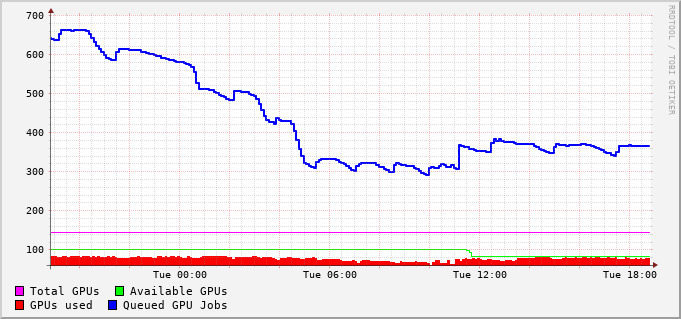 700
600
500
400
300
200
100
Tue 00:00 Tue 06:00 Tue 12:00 Tue 18:00
Total GPUs Available GPUs
GPUs used Queued GPU Jobs
RRDTOOL / TOBI OETIKER